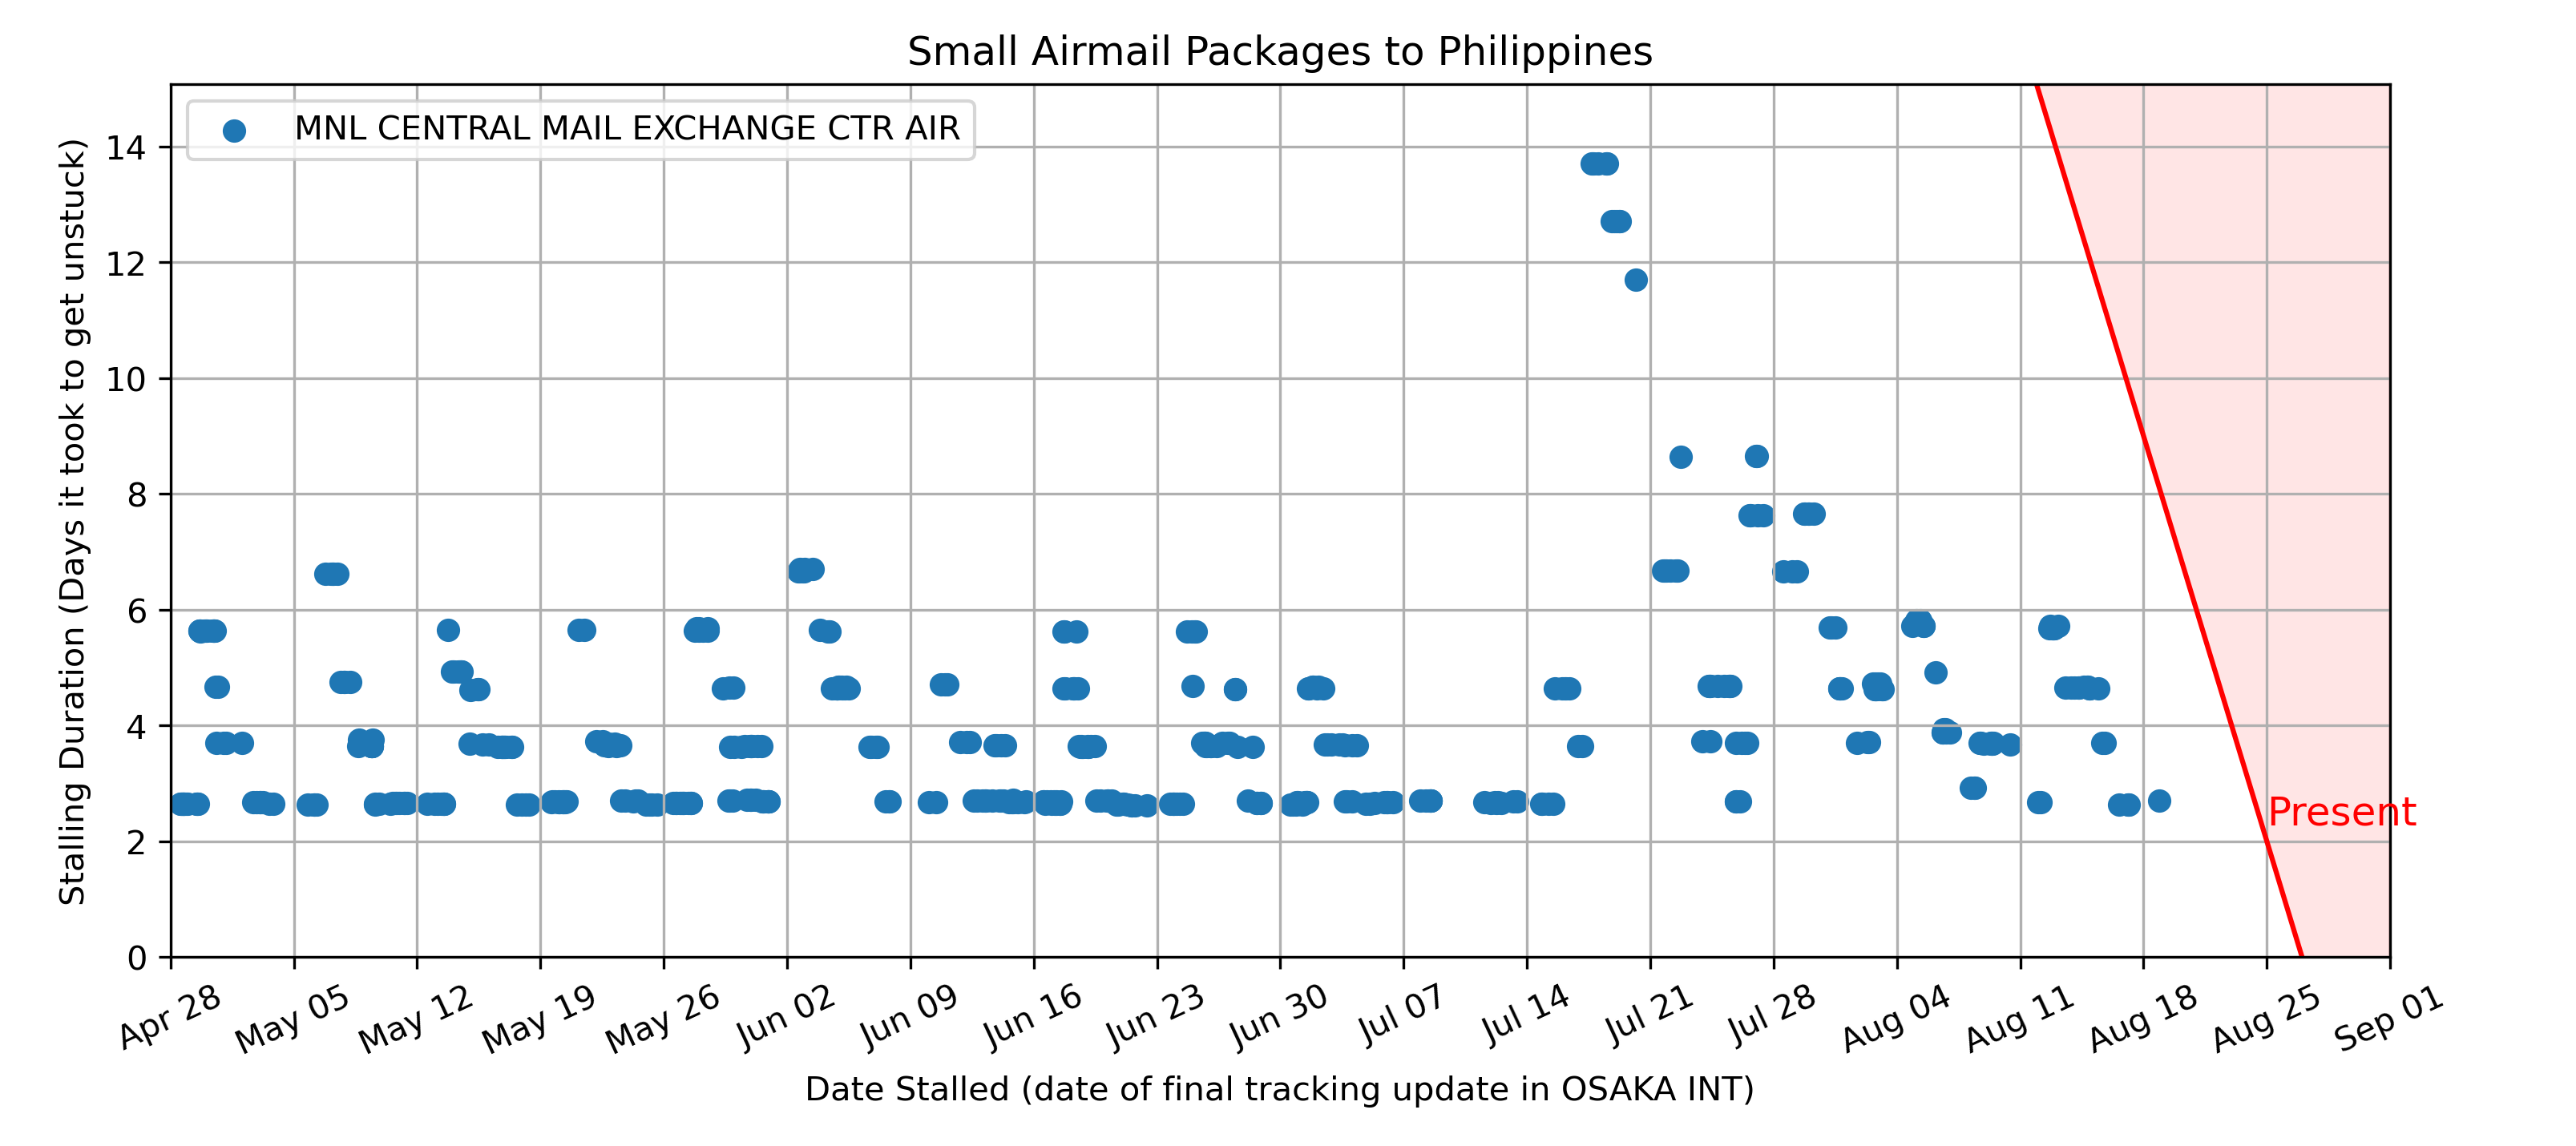 Small Airmail Packages to Philippines
MNL CENTRAL MAIL EXCHANGE CTR AIR
Stalling Duration (Days it took to get unstuck)
14
12
10
8
6
4
2
0
Present
Apr 28
May 05
May 12
May 19
May 26
Jun 02
Jun 09
Jun 16
Jun 23
Jun 30
Jul 07
Jul 14
Jul 21
Jul 28
Aug 04
Aug 11
Aug 18
Aug 25
Sep 01
Date Stalled (date of final tracking update in OSAKA INT)